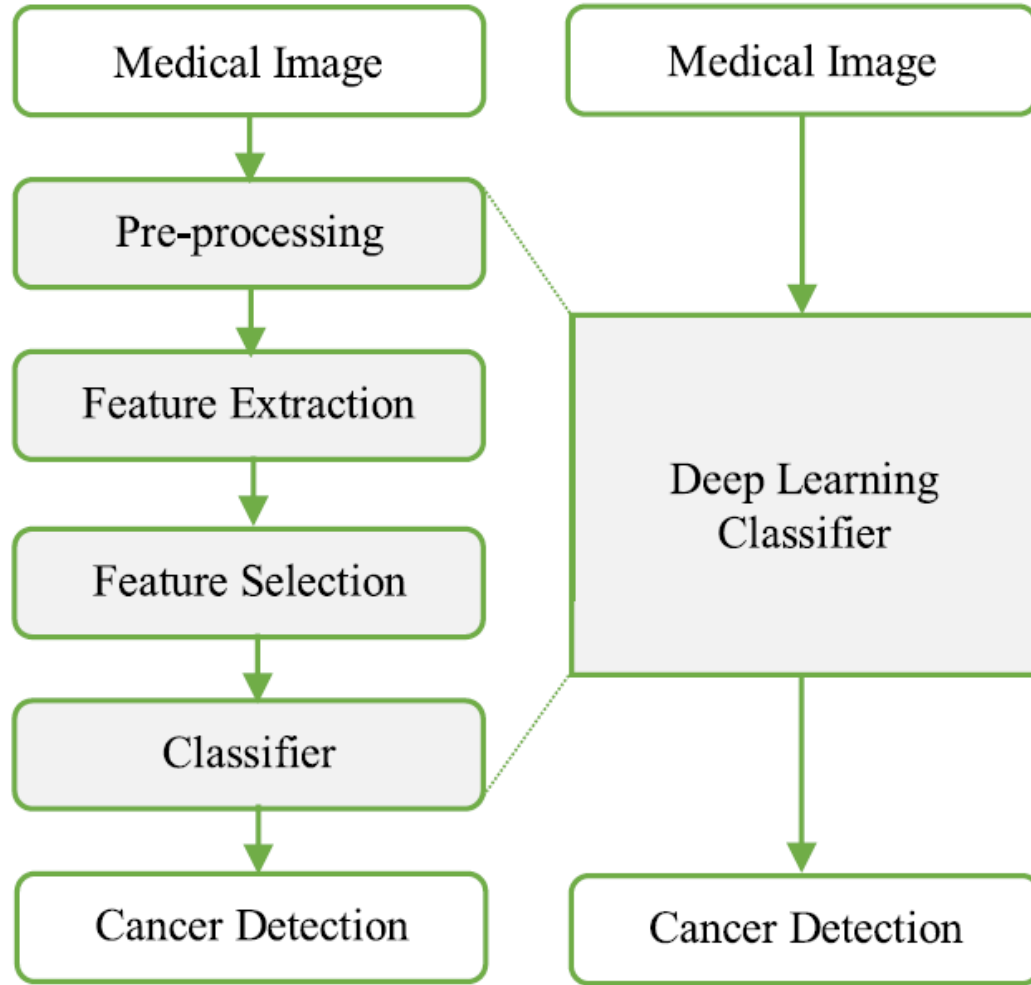 Medical Image
Pre-processing
Feature Extraction
Feature Selection
Classifier
Cancer Detection
Medical Image
Deep Learning
Classifier
Cancer Detection